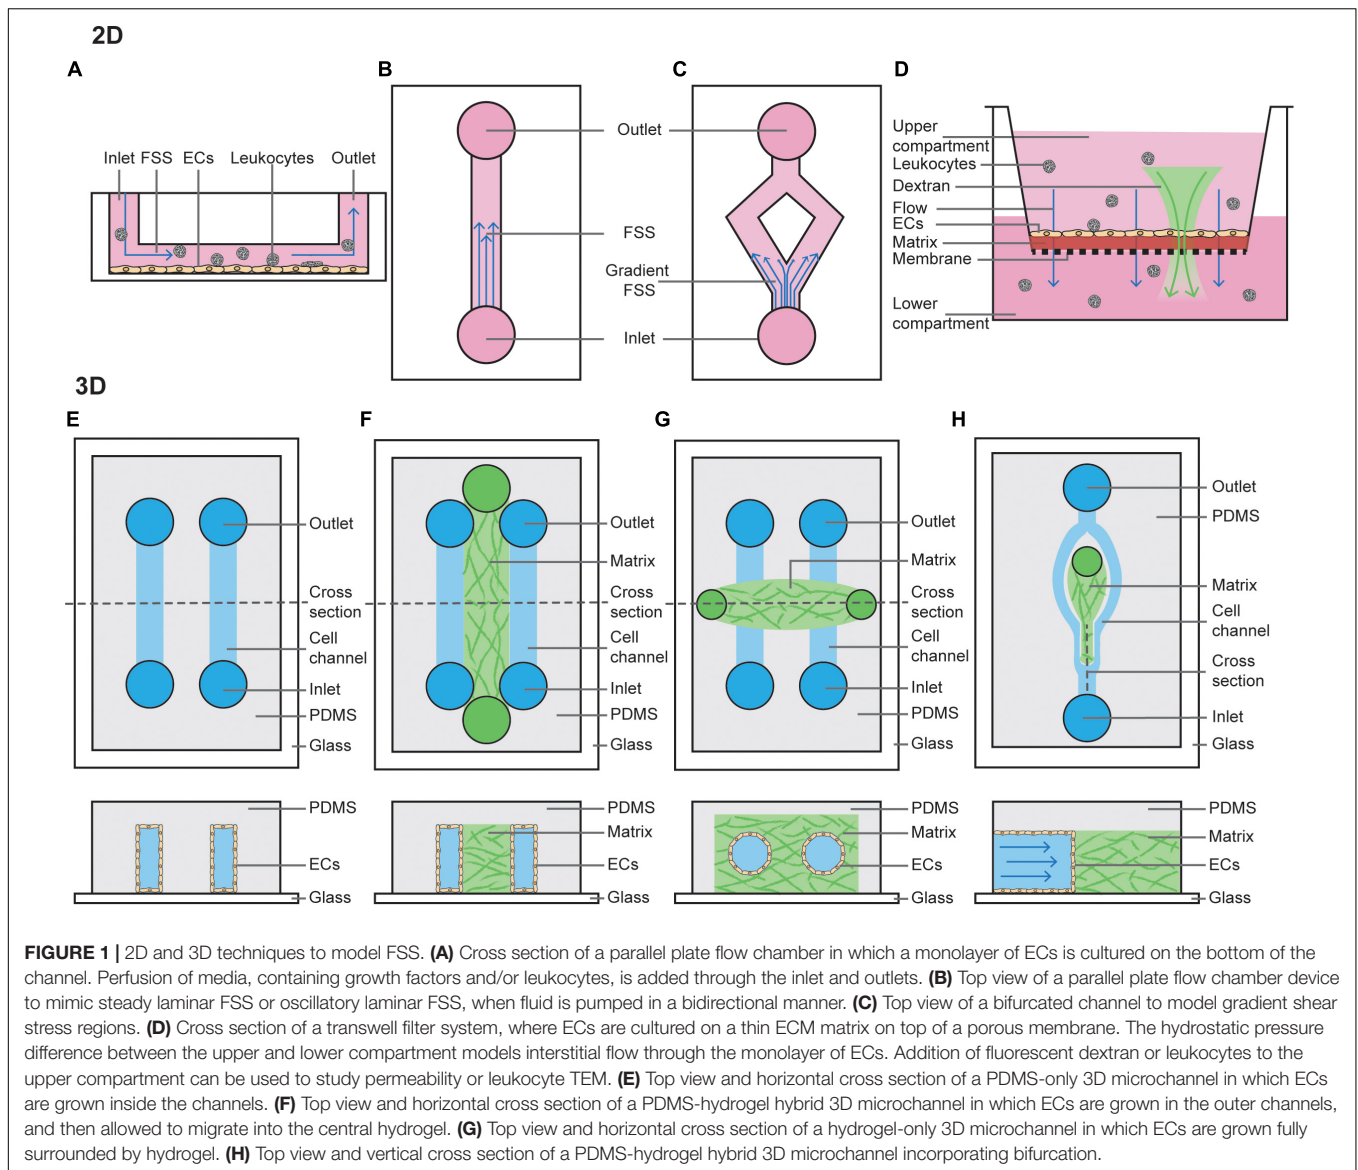 2D
A
B
C
D
Inlet FSS ECs Leukocytes Outlet
Outlet
FSS
Gradient
FSS
Inlet
Upper
compartment
Leukocytes
Dextran
Flow
ECs
Matrix
Membrane
Lower
compartment
3D
E
F
G
H
Outlet
Cross
section
Cell
channel
Inlet
PDMS
Glass
PDMS
ECs
Glass
Outlet
Matrix
Cross
section
Cell
channel
Inlet
PDMS
Glass
PDMS
Matrix
ECs
Glass
Outlet
Matrix
Cross
section
Cell
channel
Inlet
PDMS
Glass
PDMS
Matrix
ECs
Glass
Outlet
PDMS
Matrix
Cell
channel
Cross
section
Inlet
Glass
PDMS
Matrix
ECs
Glass
FIGURE 1 | 2D and 3D techniques to model FSS. (A) Cross section of a parallel plate flow chamber in which a monolayer of ECs is cultured on the bottom of the
channel. Perfusion of media, containing growth factors and/or leukocytes, is added through the inlet and outlets. (B) Top view of a parallel plate flow chamber device
to mimic steady laminar FSS or oscillatory laminar FSS, when fluid is pumped in a bidirectional manner. (C) Top view of a bifurcated channel to model gradient shear
stress regions. (D) Cross section of a transwell filter system, where ECs are cultured on a thin ECM matrix on top of a porous membrane. The hydrostatic pressure
difference between the upper and lower compartment models interstitial flow through the monolayer of ECs. Addition of fluorescent dextran or leukocytes to the
upper compartment can be used to study permeability or leukocyte TEM. (E) Top view and horizontal cross section of a PDMS-only 3D microchannel in which ECs
are grown inside the channels. (F) Top view and horizontal cross section of a PDMS-hydrogel hybrid 3D microchannel in which ECs are grown in the outer channels,
and then allowed to migrate into the central hydrogel. (G) Top view and horizontal cross section of a hydrogel-only 3D microchannel in which ECs are grown fully
surrounded by hydrogel. (H) Top view and vertical cross section of a PDMS-hydrogel hybrid 3D microchannel incorporating bifurcation.